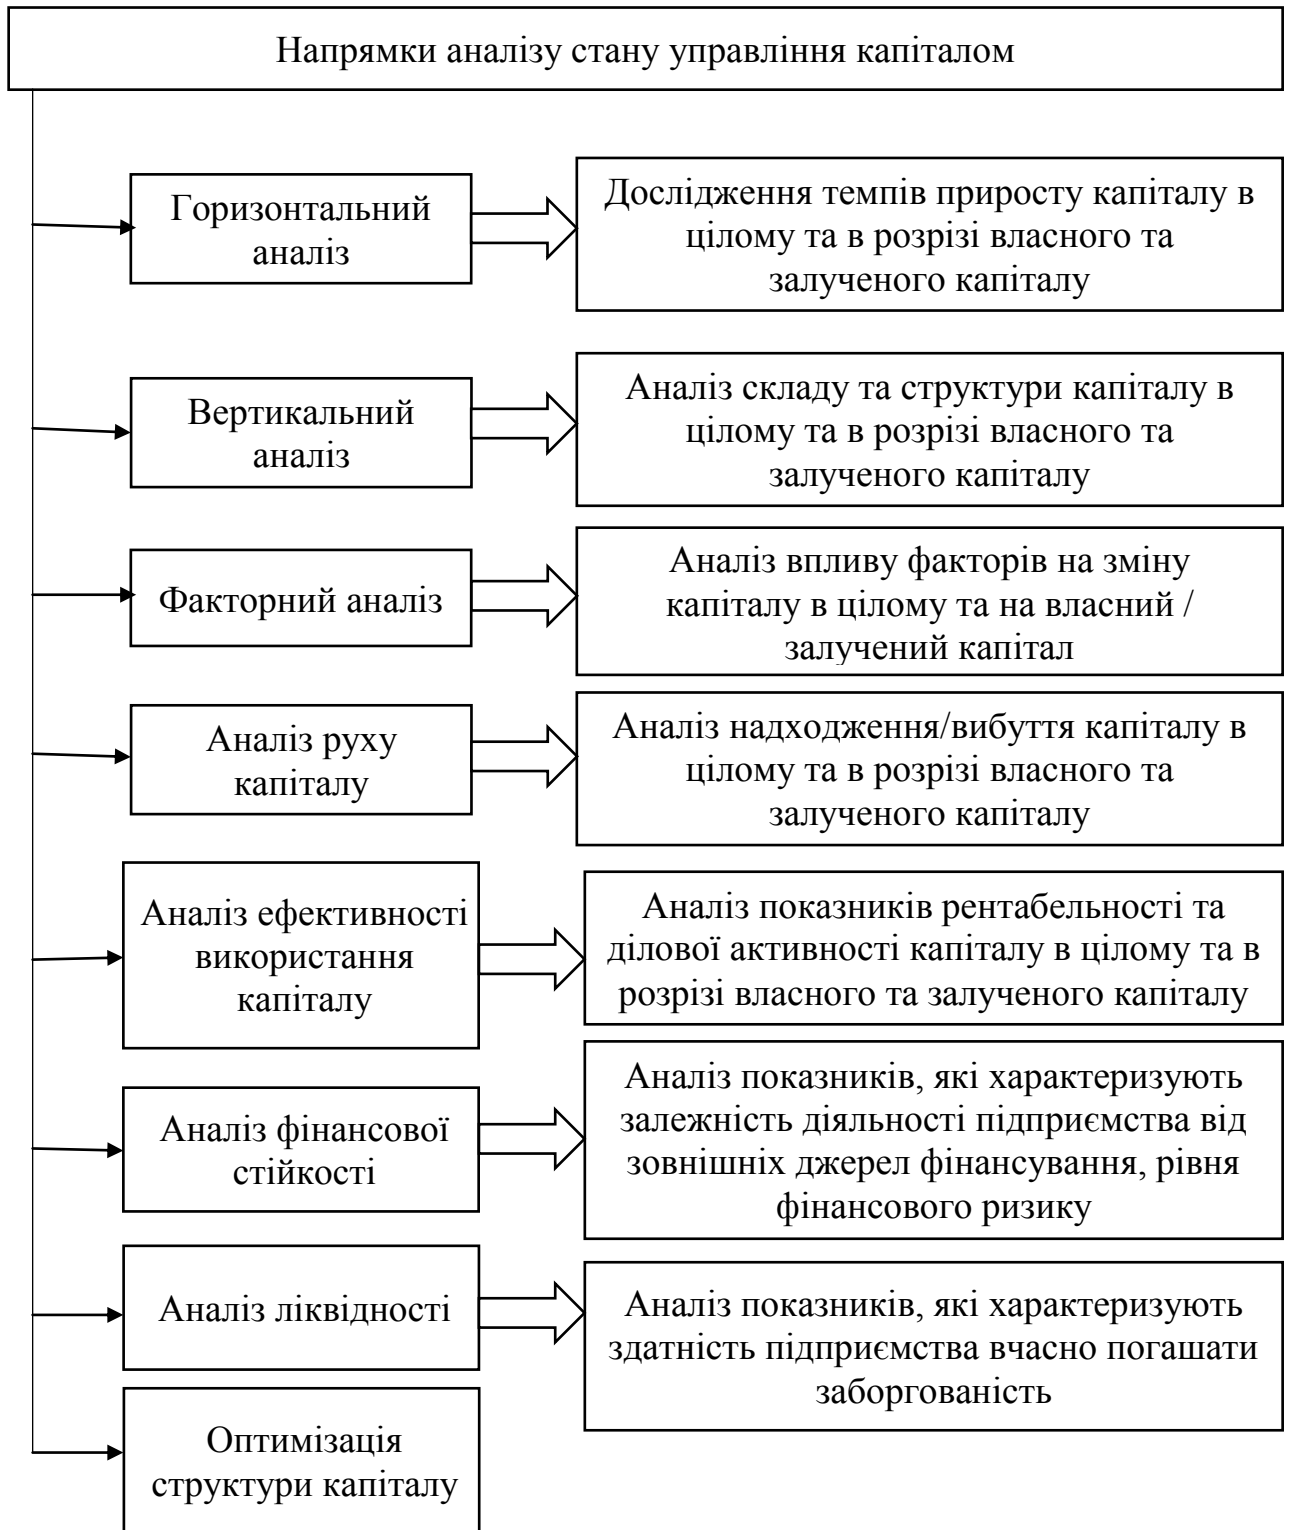 Напрямки аналізу стану управління капіталом
Горизонтальний
аналіз
Дослідження темпів приросту капіталу в
цілому та в розрізі власного та
залученого капіталу
Вертикальний
аналіз
Аналіз складу та структури капіталу в
цілому та в розрізі власного та
залученого капіталу
Факторний аналіз
Аналіз впливу факторів на зміну
капіталу в цілому та на власний /
залучений капітал
Аналіз руху
капіталу
Аналіз надходження/вибуття капіталу в
цілому та в розрізі власного та
залученого капіталу
Аналіз ефективності
використання
капіталу
Аналіз показників рентабельності та
ділової активності капіталу в цілому та в
розрізі власного та залученого капіталу
Аналіз фінансової
стійкості
Аналіз показників, які характеризують
залежність діяльності підприємства від
зовнішніх джерел фінансування, рівня
фінансового ризику
Аналіз ліквідності
Аналіз показників, які характеризують
здатність підприємства вчасно погашати
заборгованість
Оптимізація
структури капіталу